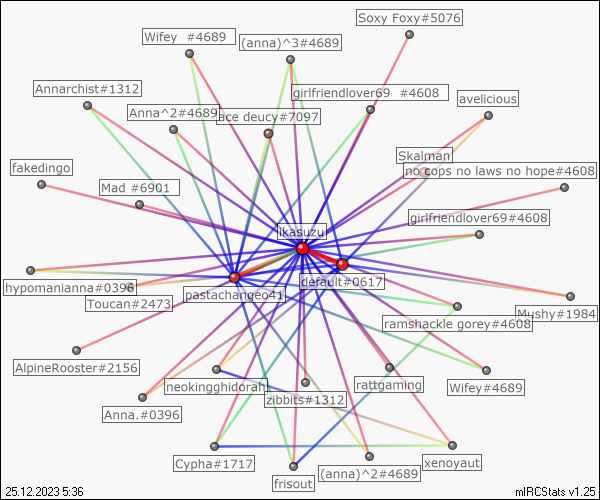 Soxy Foxy#5076
Wifey #4689
(anna)^3#4689
Annarchist#1312
girlfriendlover69 #4608
avelicious
Anna^2#4689
ace deucy#7097
Skalman
fakedingo
no cops no laws no hope#4608
Mad #6901
girlfriendlover69#4608
ikasuzu
default#0617
hypomanianna#0396
pastachangeo41
Toucan#2473
Mushy#1984
ramshackle gorey#4608
AlpineRooster#2156
neokingghidorah
rattgaming
Wifey#4689
zibbits#1312
Anna.#0396
Cypha#1717
xenoyaut
(anna)^2#4689
frisout
25.12.2023 5:36
mIRCStats v1.25